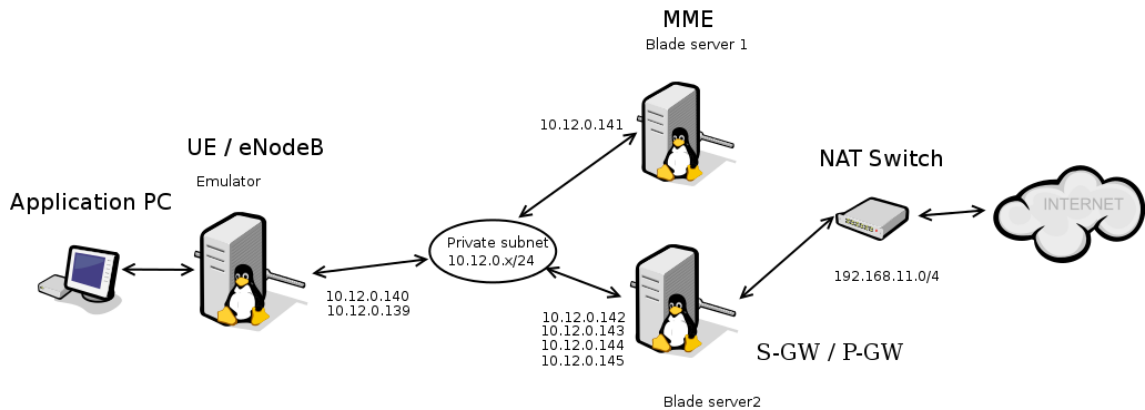 MME
Blade server 1
10.12.0.141
UE / eNodeB
Emulator
NAT Switch
Application PC
INTERNET
Private subnet
10.12.0.x/24
192.168.11.0/4
10.12.0.140
10.12.0.139
10.12.0.142
10.12.0.143
10.12.0.144
10.12.0.145
S-GW / P-GW
Blade server2